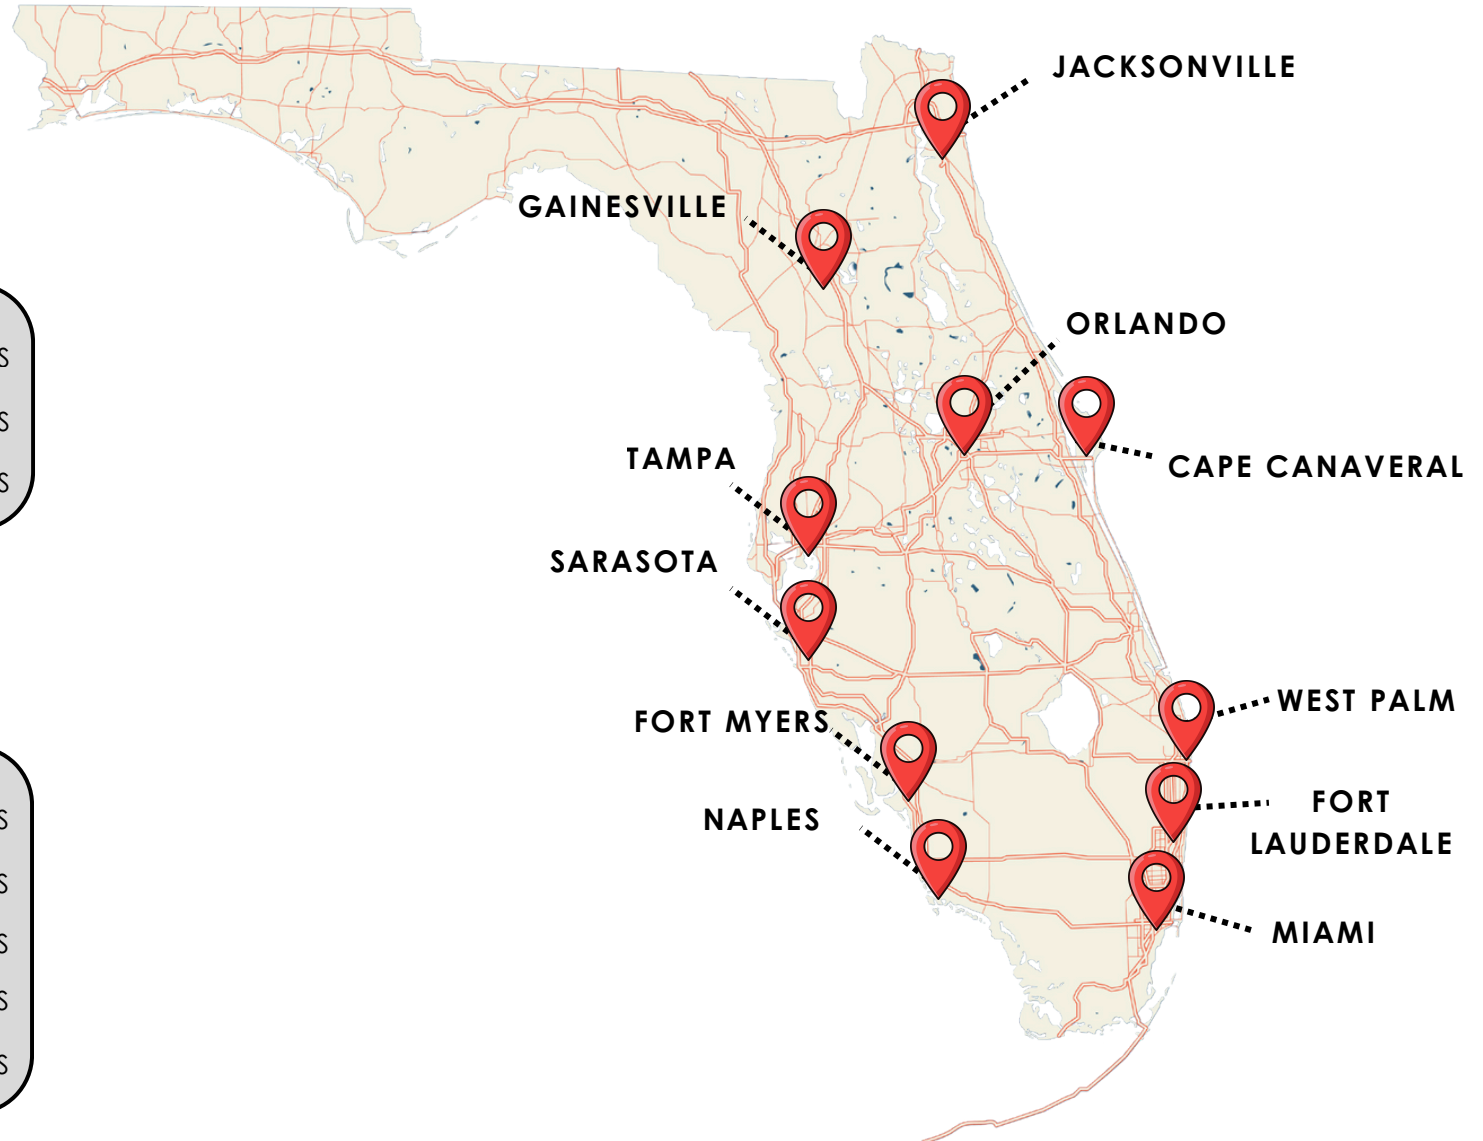 JACKSONVILLE
GAINESVILLE
ORLANDO
TAMPA
CAPE CANAVERAL
SARASOTA
WEST PALM
FORT MYERS
FORT
LAUDERDALE
NAPLES
MIAMI
S
S
S
S
S
S
S
S